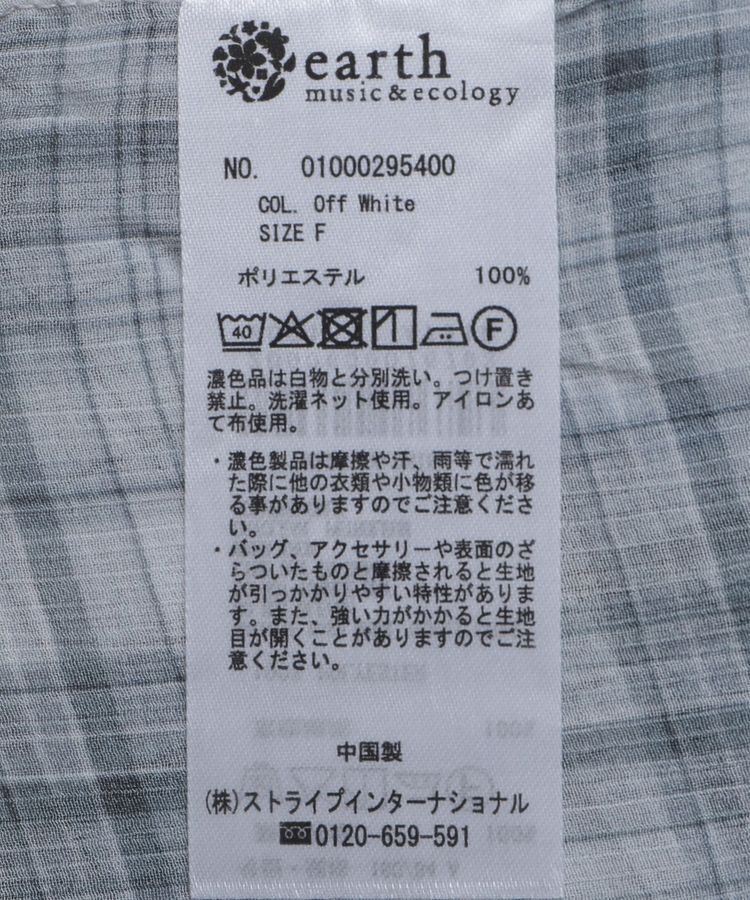 earth
music&ecology
NO. 01000295400
COL. Off White
SIZE F
ポリエステル 100%
40 F
濃色品は白物と分別洗い。つけ置き
禁止。洗濯ネット使用。アイロンあ
て布使用。
・濃色製品は摩擦や汗、雨等で濡れ
た際に他の衣類や小物類に色が移
る事がありますのでご注意くださ
い。
・バッグ、アクセサリーや表面のざ
らついたものと摩擦されると生地
が引っかかりやすい特性がありま
す。また、強い力がかかると生地
目が開くことがありますのでご注
意ください。
中国製
(株)ストライプインターナショナル
0120-659-591